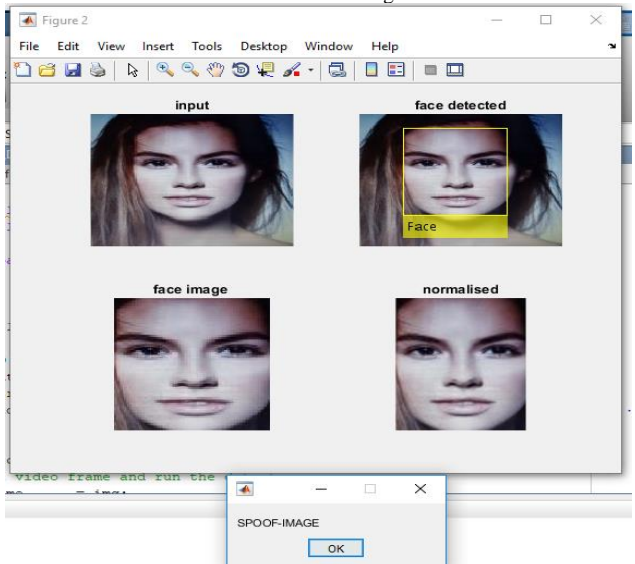 Figure 2
File Edit View Insert Tools Desktop Window Help
input
face detected
Face
face image
normalised
video frame and run the
= img;
SPOOF-IMAGE
OK